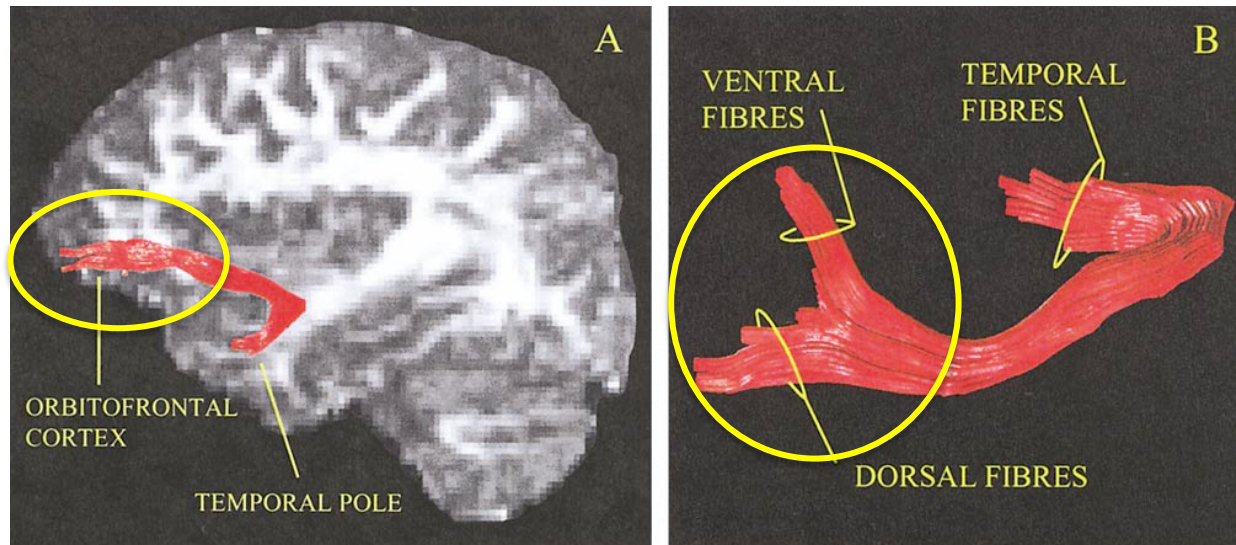 A
ORBITOFRONTAL
CORTEX
TEMPORAL POLE
B
VENTRAL
FIBRES
TEMPORAL
FIBRES
DORSAL FIBRES